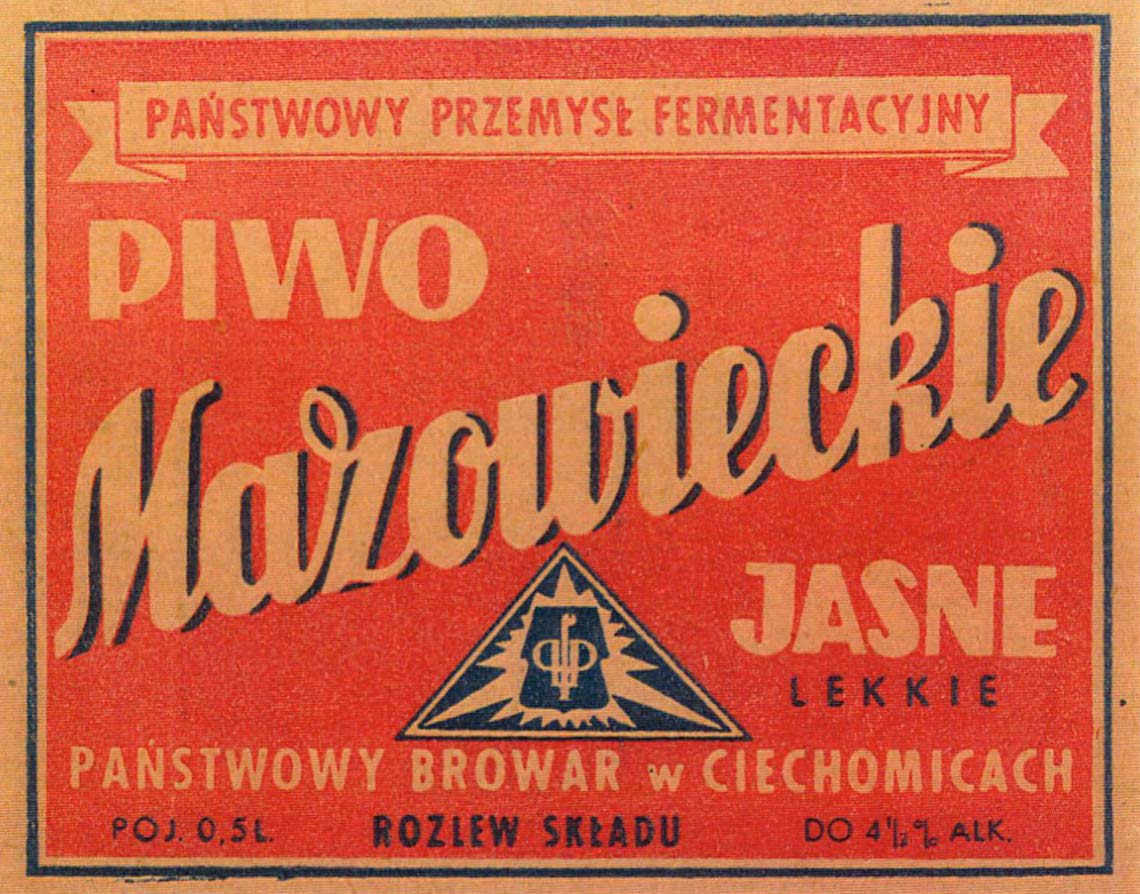 PAŃSTWOWY PRZEMYSŁ FERMENTACYJNY
PIWO
Mazowieckie
JASNE
LEKKIE
PAŃSTWOWY BROWAR w CIECHOMICACH
POJ. 0,5L. ROZLEW SKŁADU DO 4½% ALK.